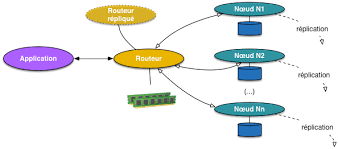 Routeur
répliqué
Nœud N1
réplication
Application
Routeur
Nœud N2
réplication
(...)
Nœud Nn
réplication